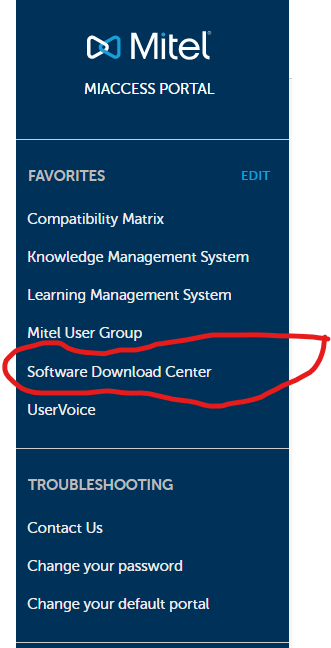 Mitel
MIACCESS PORTAL
FAVORITES EDIT
Compatibility Matrix
Knowledge Management System
Learning Management System
Mitel User Group
Software Download Center
UserVoice
TROUBLESHOOTING
Contact Us
Change your password
Change your default portal